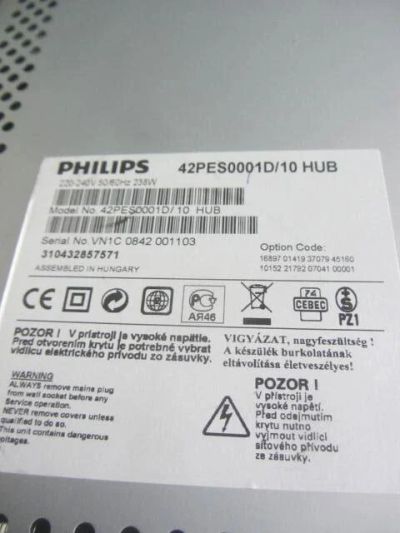 PHILIPS 42PES0001D/10 HUB
220-240V 50/60Hz 238W
Model No. 42PES0001D/ 10 HUB
Serial No. VN1C 0842 001103
310432857571
ASSEMBLED IN HUNGARY
Option Code:
16897 01419 37079 45160
10152 21792 07041 00001
CE
PC
АЯ46
74
CEBEC
S
PZ1
POZOR ! V prístroji je vysoké napätie.
Pred otvorením krytu je potrebné vybrat
vidlicu elektrického prívodu zo zásuvky.
VIGYÁZAT, nagyfeszültség !
A készülék burkolatának
eltávolítása életveszélyes!
WARNING
ALWAYS remove mains plug
from wall socket before any
Service operation.
NEVER remove covers unless
qualified to do so.
This unit contains dangerous
voltages.
POZOR !
V přístroji je
vysoké napětí.
Před odejmutím
krytu nutno
vyjmout vidlici
síťového přívodu
ze zásuvky.